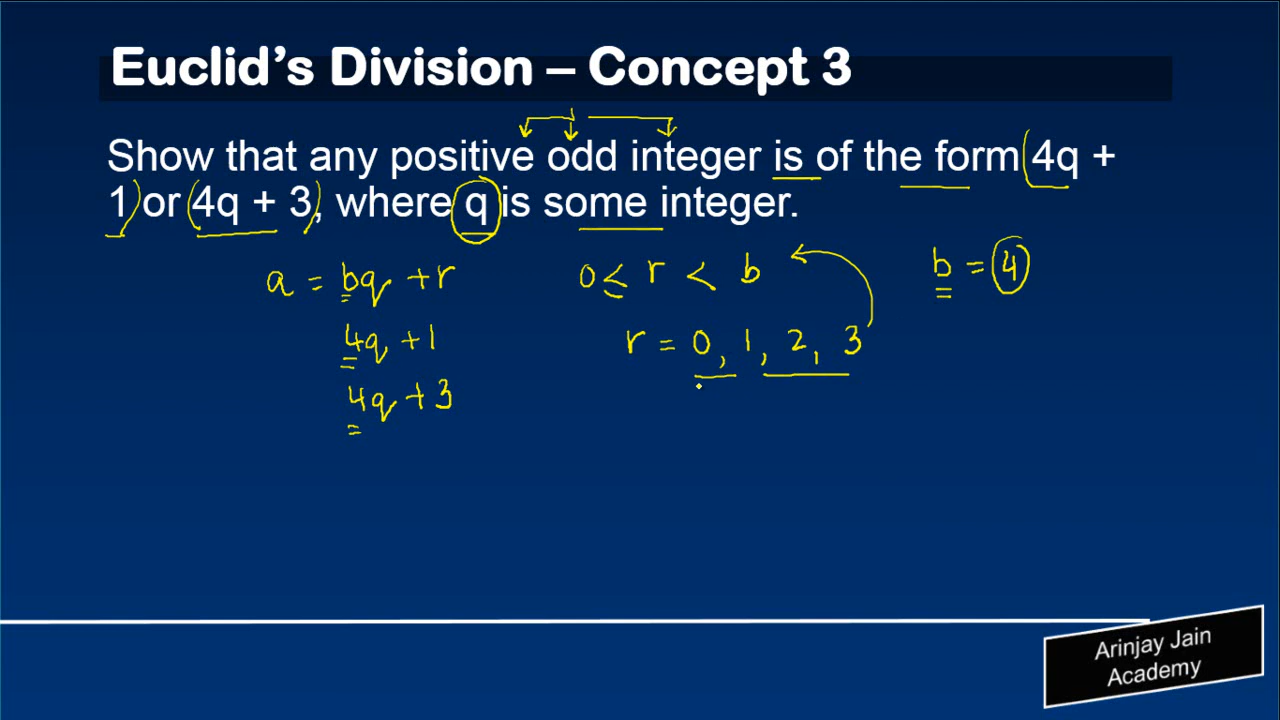 Euclid's Division – Concept 3
Show that any positive odd integer is of the form 4q +
1 or 4q + 3, where q is some integer.
a = bq + r
0 ≤ r < b
b = 4
4q + 1
r = 0, 1, 2, 3
4q + 3
Arinjay Jain
Academy